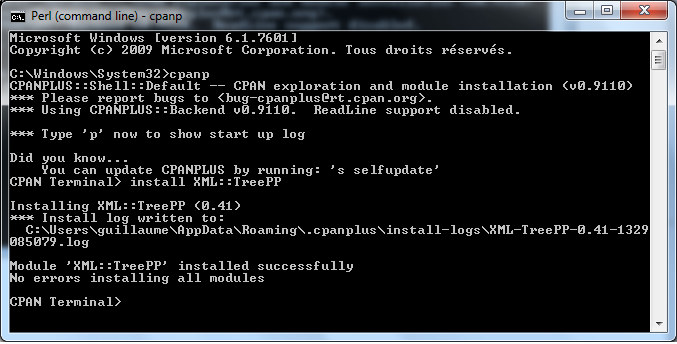 Perl (command line) - cpanp
Microsoft Windows [version 6.1.7601]
Copyright (c) 2009 Microsoft Corporation. Tous droits réservés.
C:\Windows\System32>cpanp
CPANPLUS::Shell::Default -- CPAN exploration and module installation (v0.9110)
*** Please report bugs to <bug-cpanplus@rt.cpan.org>.
*** Using CPANPLUS::Backend v0.9110.  ReadLine support disabled.
*** Type 'p' now to show start up log
Did you know...
    You can update CPANPLUS by running: 's selfupdate'
CPAN Terminal> install XML::TreePP
Installing XML::TreePP (0.41)
*** Install log written to:
  C:\Users\guillaume\AppData\Roaming\.cpanplus\install-logs\XML-TreePP-0.41-1329
085079.log
Module 'XML::TreePP' installed successfully
No errors installing all modules
CPAN Terminal>